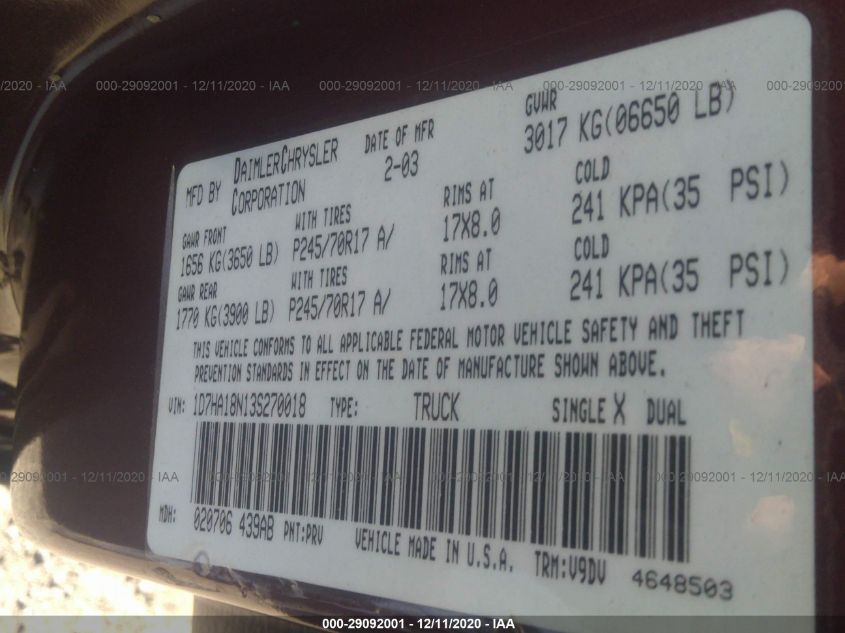 000-29092001 - 12/11/2020 - IAA
MFD BY DAIMLERCHRYSLER CORPORATION
DATE OF MFR 2-03
GVWR 3017 KG(06650 LB)
GAWR FRONT WITH TIRES RIMS AT COLD
1656 KG(3650 LB) P245/70R17 A/ 17X8.0 241 KPA(35 PSI)
GAWR REAR WITH TIRES RIMS AT COLD
1770 KG(3900 LB) P245/70R17 A/ 17X8.0 241 KPA(35 PSI)
THIS VEHICLE CONFORMS TO ALL APPLICABLE FEDERAL MOTOR VEHICLE SAFETY AND THEFT
PREVENTION STANDARDS IN EFFECT ON THE DATE OF MANUFACTURE SHOWN ABOVE.
VIN: 1D7HA18N13S270018 TYPE: TRUCK SINGLE X DUAL
MDH: 020706 439AB PNT:PRV VEHICLE MADE IN U.S.A. TRM:V9DV 4648503
000-29092001 - 12/11/2020 - IAA